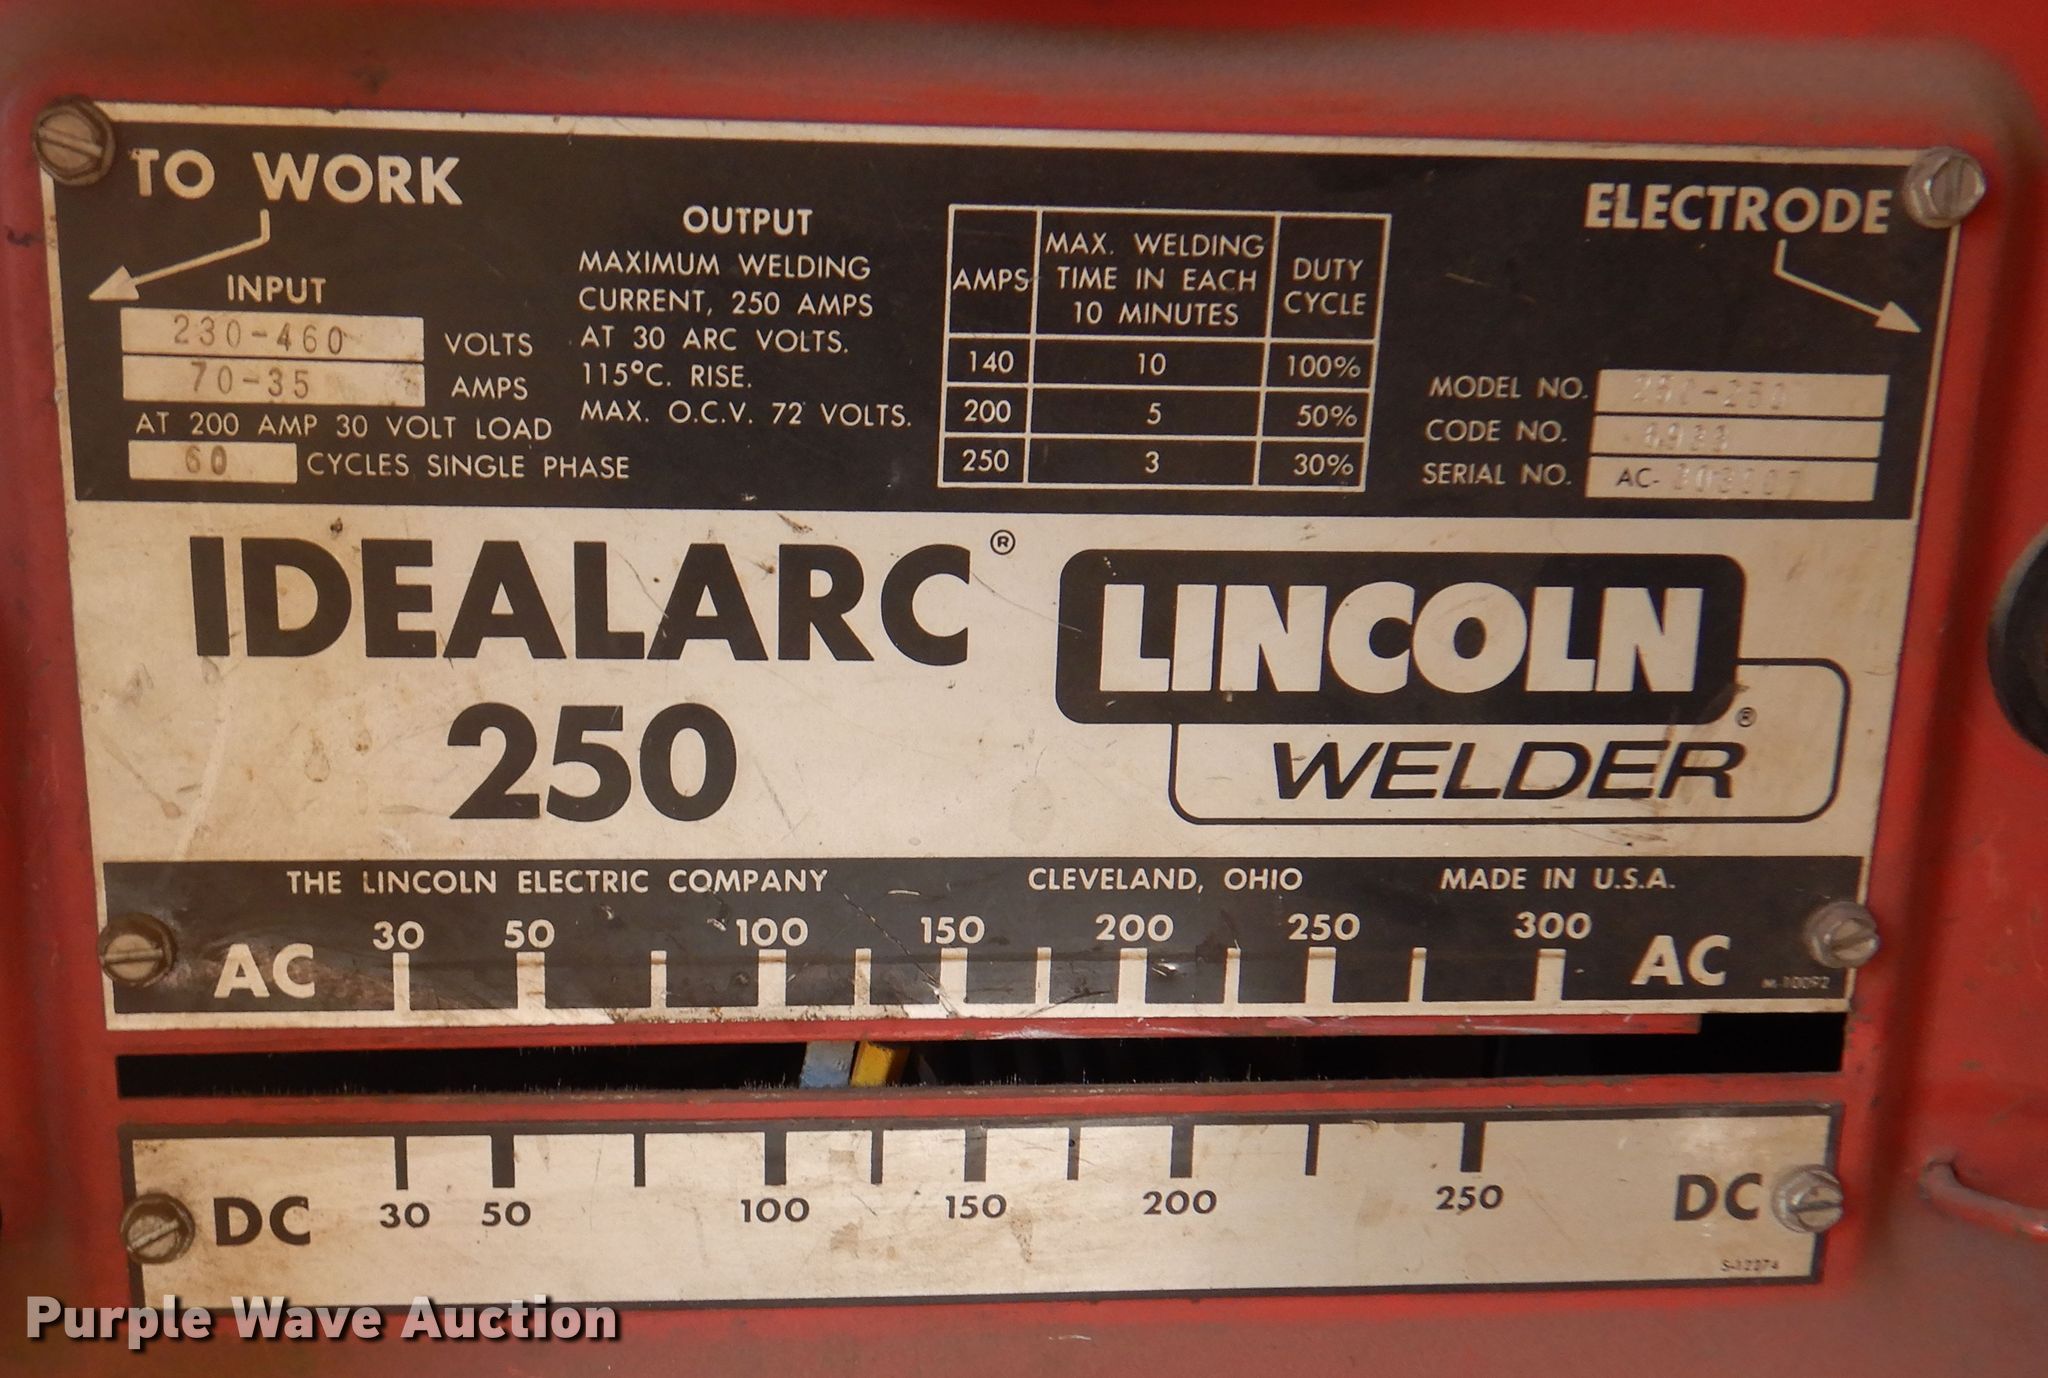 TO WORK
ELECTRODE
INPUT
230-460 VOLTS
70-35 AMPS
AT 200 AMP 30 VOLT LOAD
60 CYCLES SINGLE PHASE
OUTPUT
MAXIMUM WELDING
CURRENT, 250 AMPS
AT 30 ARC VOLTS.
115°C. RISE.
MAX. O.C.V. 72 VOLTS.
AMPS MAX. WELDING TIME IN EACH 10 MINUTES DUTY CYCLE
140 10 100%
200 5 50%
250 3 30%
MODEL NO.
CODE NO.
SERIAL NO. AC-
IDEALARC®
250
LINCOLN®
WELDER
THE LINCOLN ELECTRIC COMPANY CLEVELAND, OHIO MADE IN U.S.A.
AC 30 50 100 150 200 250 300 AC
M-10092
DC 30 50 100 150 200 250 DC
S-12274
Purple Wave Auction